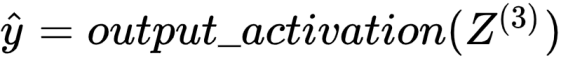 ŷ = output_activation(Z⁽³⁾)